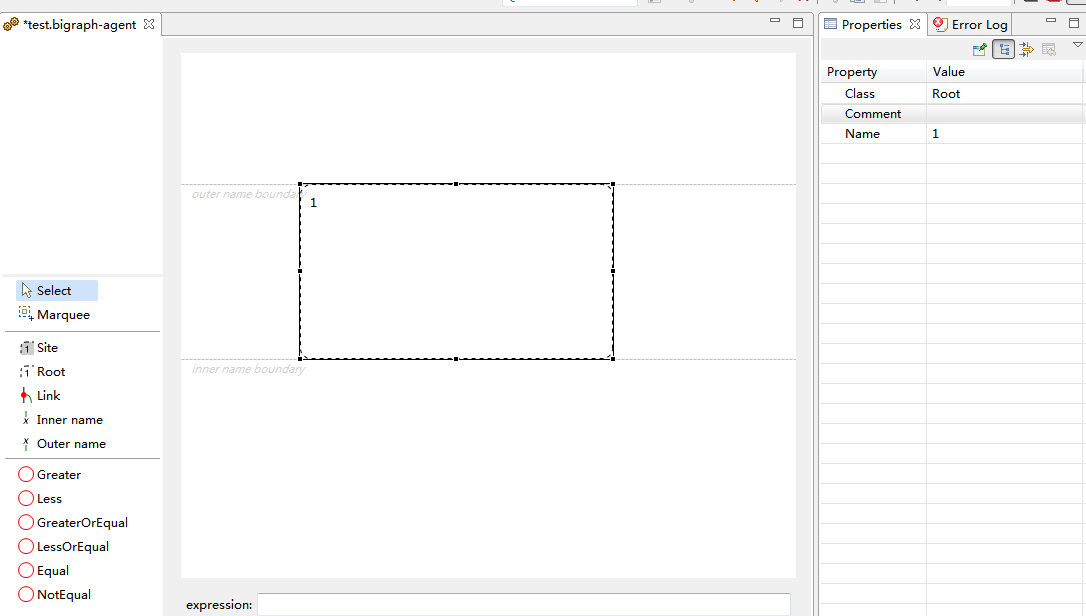 *test.bigraph-agent
Properties
Error Log
Property Value
Class Root
Comment
Name 1
outer name boundary
1
inner name boundary
Select
Marquee
Site
Root
Link
Inner name
Outer name
Greater
Less
GreaterOrEqual
LessOrEqual
Equal
NotEqual
expression: